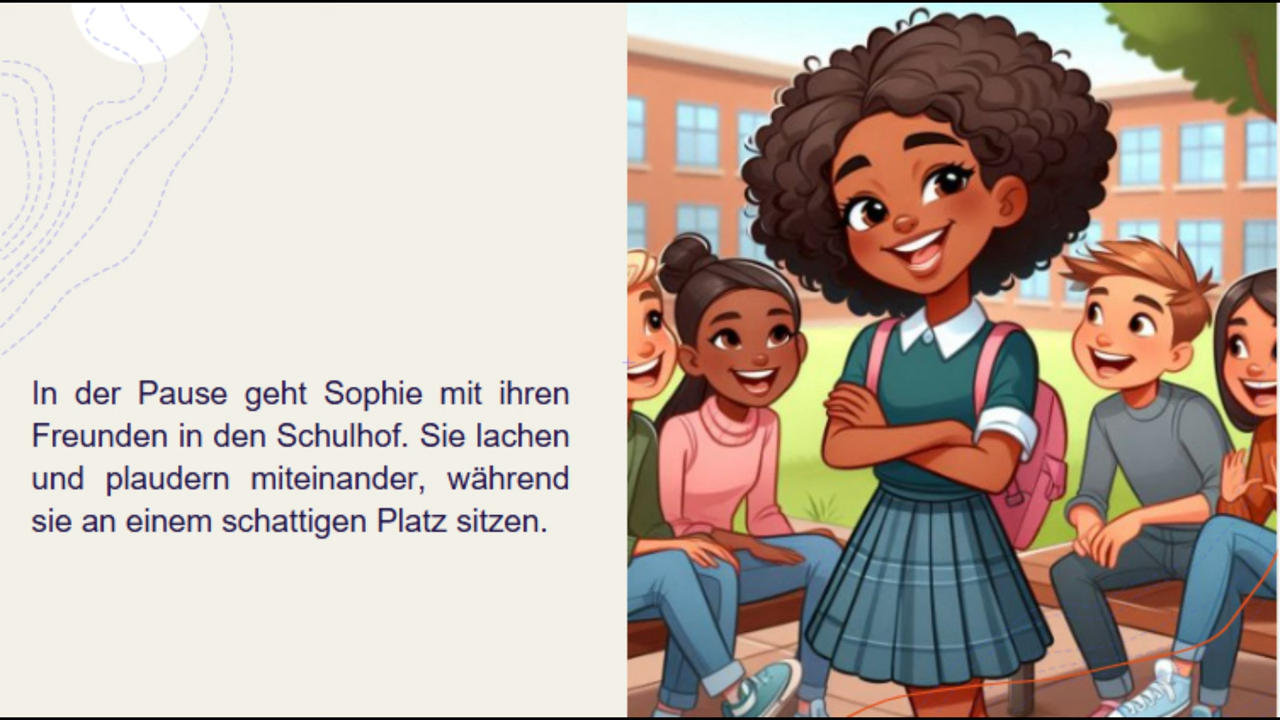 In der Pause geht Sophie mit ihren
Freunden in den Schulhof. Sie lachen
und plaudern miteinander, während
sie an einem schattigen Platz sitzen.